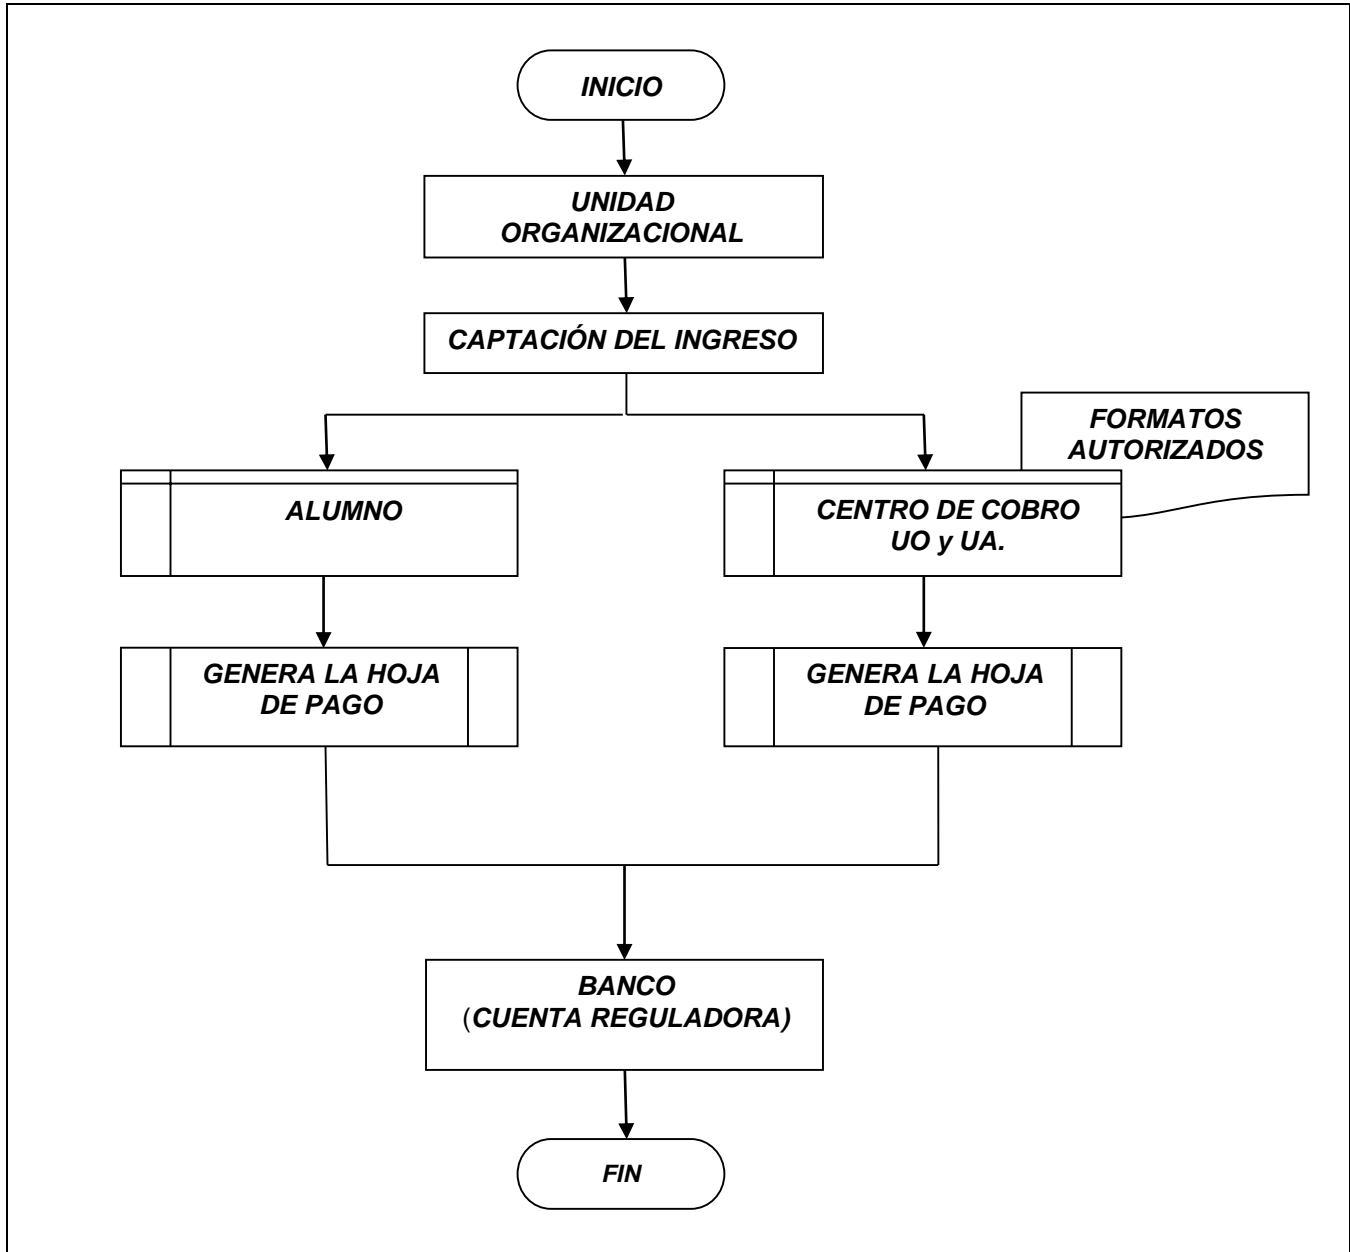 INICIO
UNIDAD
ORGANIZACIONAL
CAPTACIÓN DEL INGRESO
FORMATOS
AUTORIZADOS
ALUMNO
CENTRO DE COBRO
UO y UA.
GENERA LA HOJA
DE PAGO
GENERA LA HOJA
DE PAGO
BANCO
(CUENTA REGULADORA)
FIN